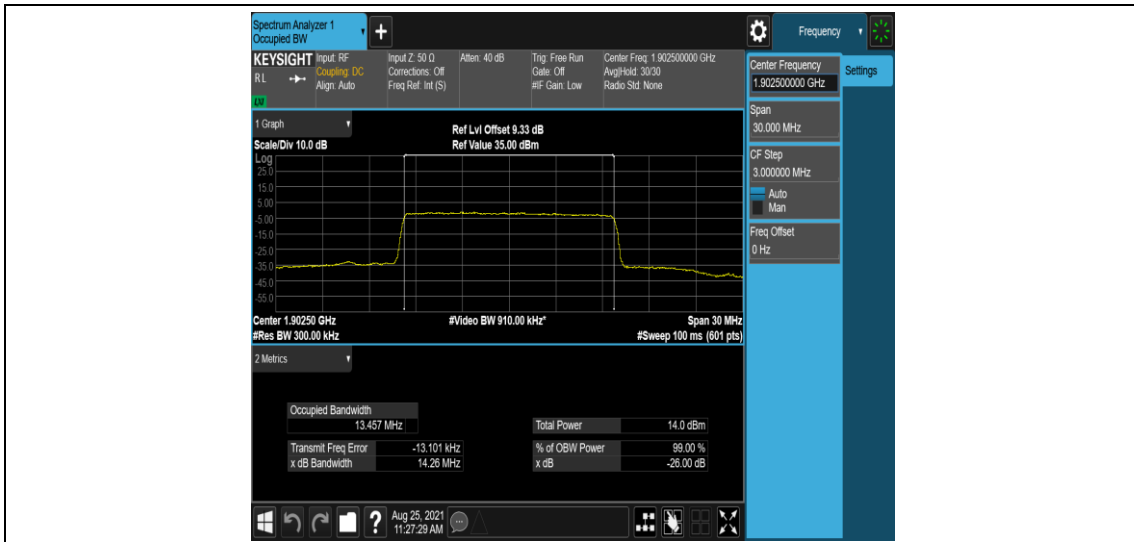 Spectrum Analyzer 1
Occupied BW
+
Frequency
KEYSIGHT
RL
LXI
Input: RF
Coupling: DC
Align: Auto
Input Z: 50 Ω
Corrections: Off
Freq Ref: Int (S)
Atten: 40 dB
Trig: Free Run
Gate: Off
#IF Gain: Low
Center Freq: 1.902500000 GHz
Avg|Hold: 30/30
Radio Std: None
1 Graph
Ref Lvl Offset 9.33 dB
Scale/Div 10.0 dB
Ref Value 35.00 dBm
Log
25.0
15.0
5.00
-5.00
-15.0
-25.0
-35.0
-45.0
-55.0
Center 1.90250 GHz
#Video BW 910.00 kHz*
Span 30 MHz
#Res BW 300.00 kHz
#Sweep 100 ms (601 pts)
2 Metrics
Occupied Bandwidth
13.457 MHz
Total Power 14.0 dBm
Transmit Freq Error -13.101 kHz
% of OBW Power 99.00 %
x dB Bandwidth 14.26 MHz
x dB -26.00 dB
?
Aug 25, 2021
11:27:29 AM
Center Frequency
1.902500000 GHz
Settings
Span
30.000 MHz
CF Step
3.000000 MHz
Auto
Man
Freq Offset
0 Hz